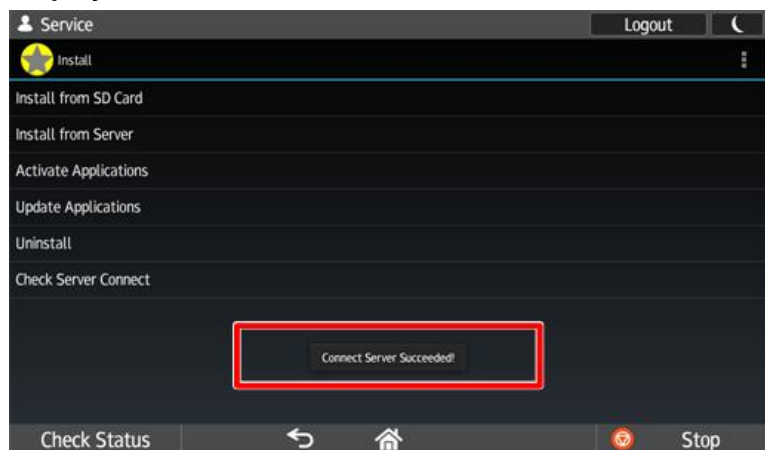 Service
Logout
Install
Install from SD Card
Install from Server
Activate Applications
Update Applications
Uninstall
Check Server Connect
Connect Server Succeeded!
Check Status
Stop